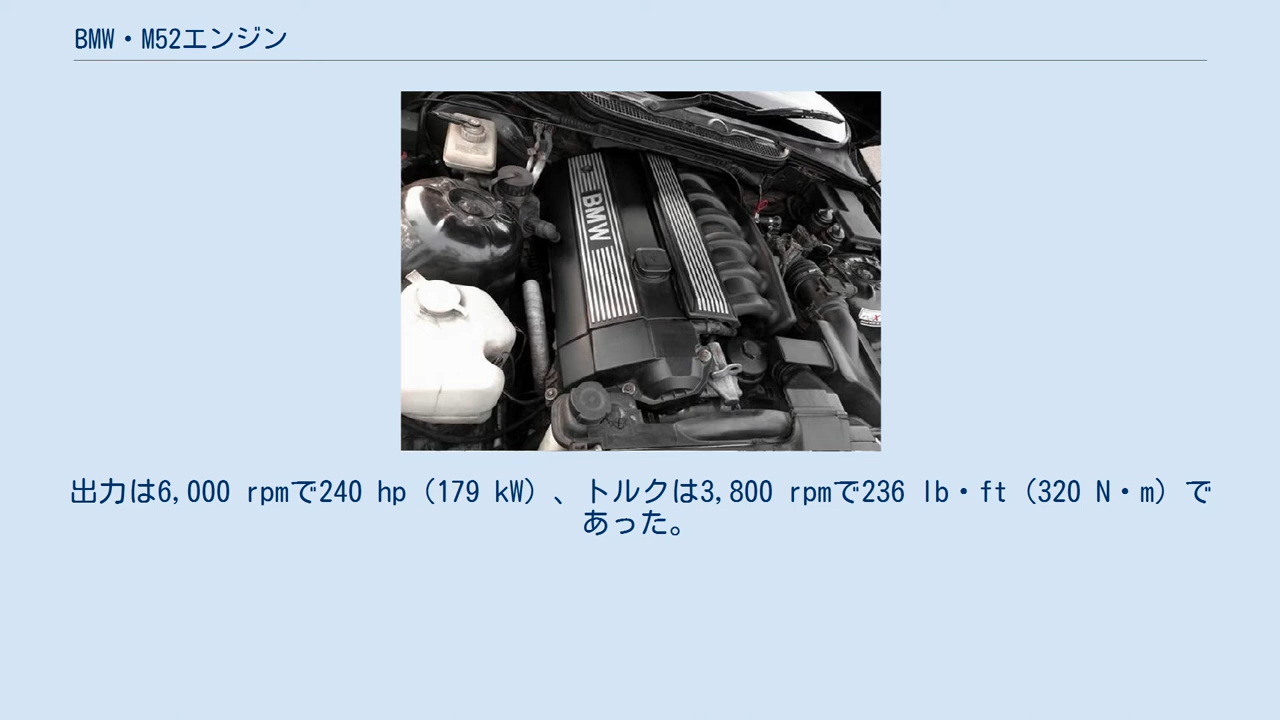 BMW・M52エンジン
BMW
出力は6,000 rpmで240 hp（179 kW）、トルクは3,800 rpmで236 lb・ft（320 N・m）で
あった。